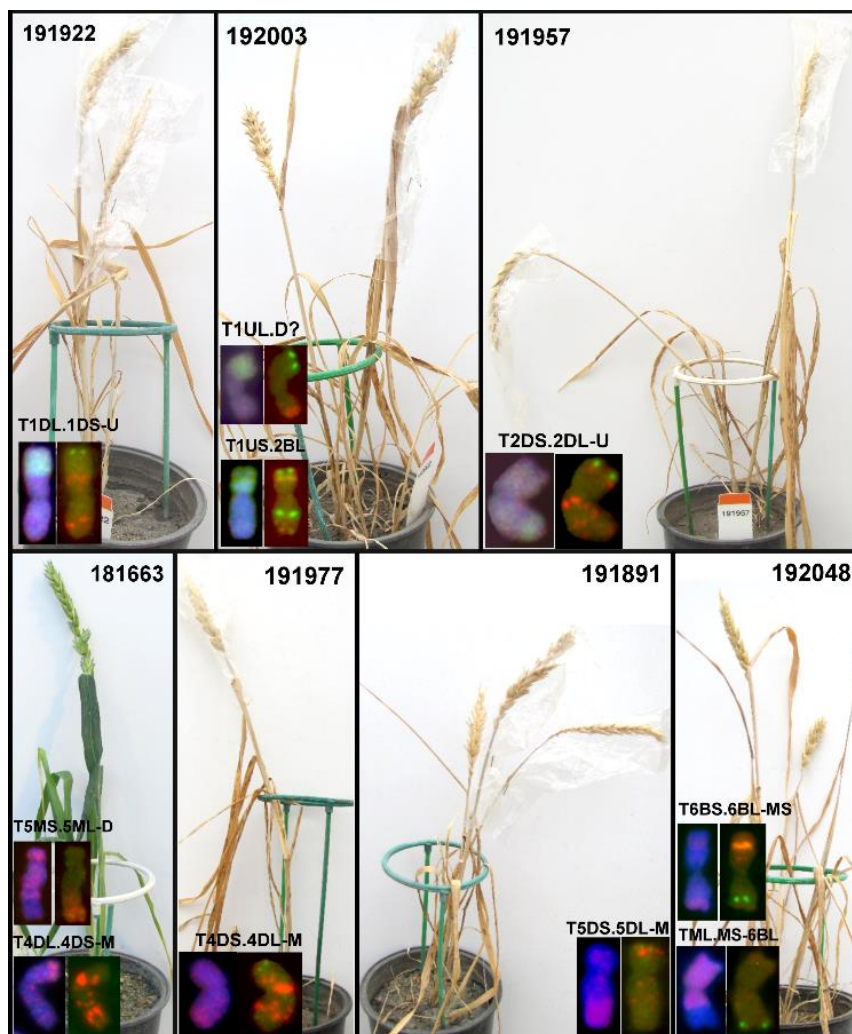 191922
192003
191957
T1UL.D?
T1DL.1DS-U
T1US.2BL
T2DS.2DL-U
191957
181663
191977
191891
192048
T5MS.5ML-D
T6BS.6BL-MS
T4DL.4DS-M
T4DS.4DL-M
T5DS.5DL-M
TML.MS-6BL